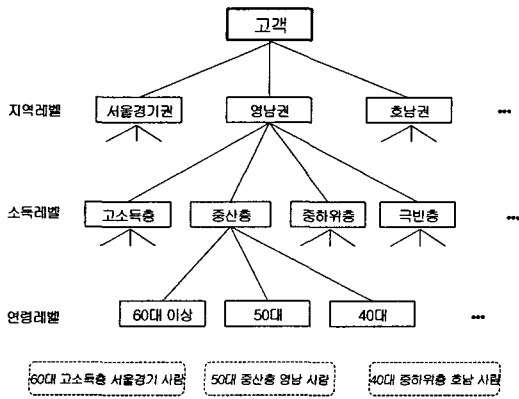 고객
지역레벨 서울경기권 영남권 호남권 ...
소득레벨 고소득층 중산층 중하위층 극빈층 ...
연령레벨 60대 이상 50대 40대 ...
60대 고소득층 서울경기 사람 50대 중산층 영남 사람 40대 중하위층 호남 사람